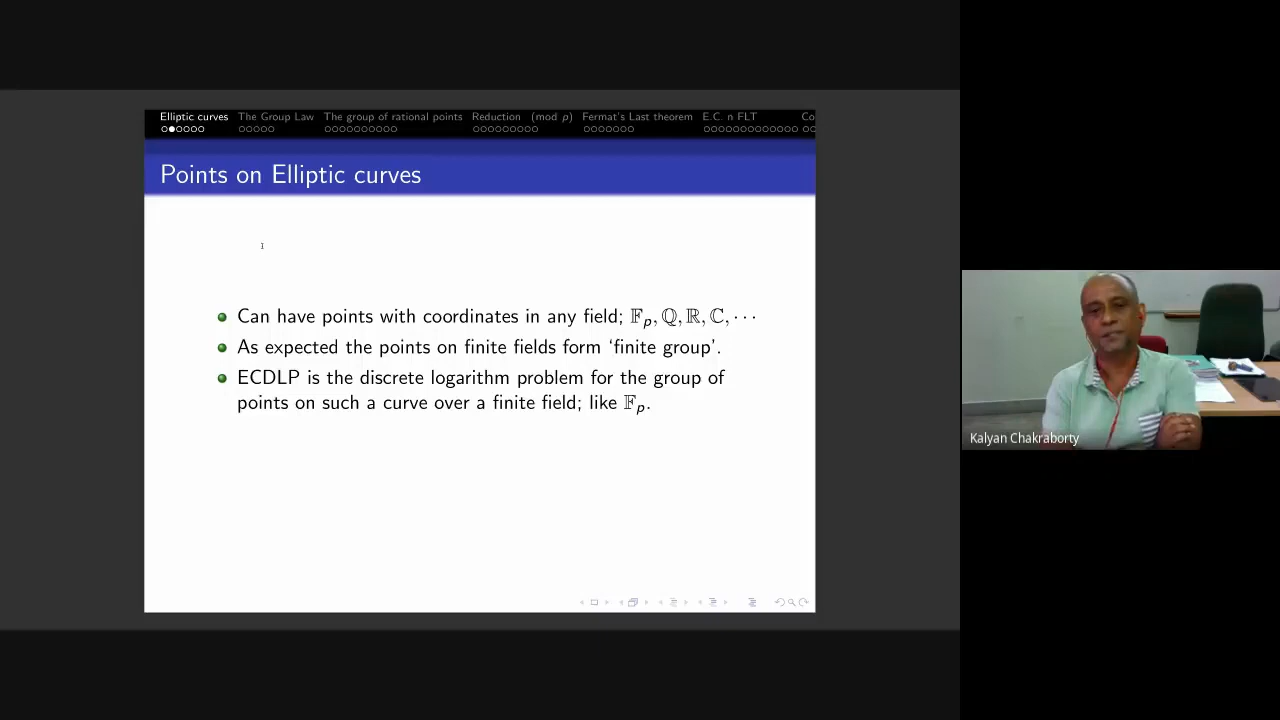 Elliptic curves The Group Law The group of rational points Reduction (mod p) Fermat's Last theorem E.C. n FLT Co
Points on Elliptic curves
Can have points with coordinates in any field; 𝔽ₚ, ℚ, ℝ, ℂ, ⋯
As expected the points on finite fields form ‘finite group’.
ECDLP is the discrete logarithm problem for the group of
points on such a curve over a finite field; like 𝔽ₚ.
Kalyan Chakraborty